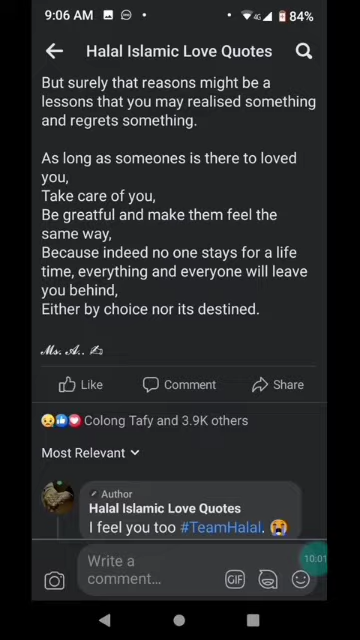 9:06 AM
4G
84%
Halal Islamic Love Quotes
But surely that reasons might be a
lessons that you may realised something
and regrets something.
As long as someones is there to loved
you,
Take care of you,
Be greatful and make them feel the
same way,
Because indeed no one stays for a life
time, everything and everyone will leave
you behind,
Either by choice nor its destined.
Ms. A.. ✍
Like
Comment
Share
Colong Tafy and 3.9K others
Most Relevant
Author
Halal Islamic Love Quotes
I feel you too #TeamHalal. 😭
Write a
comment...
GIF
10:01